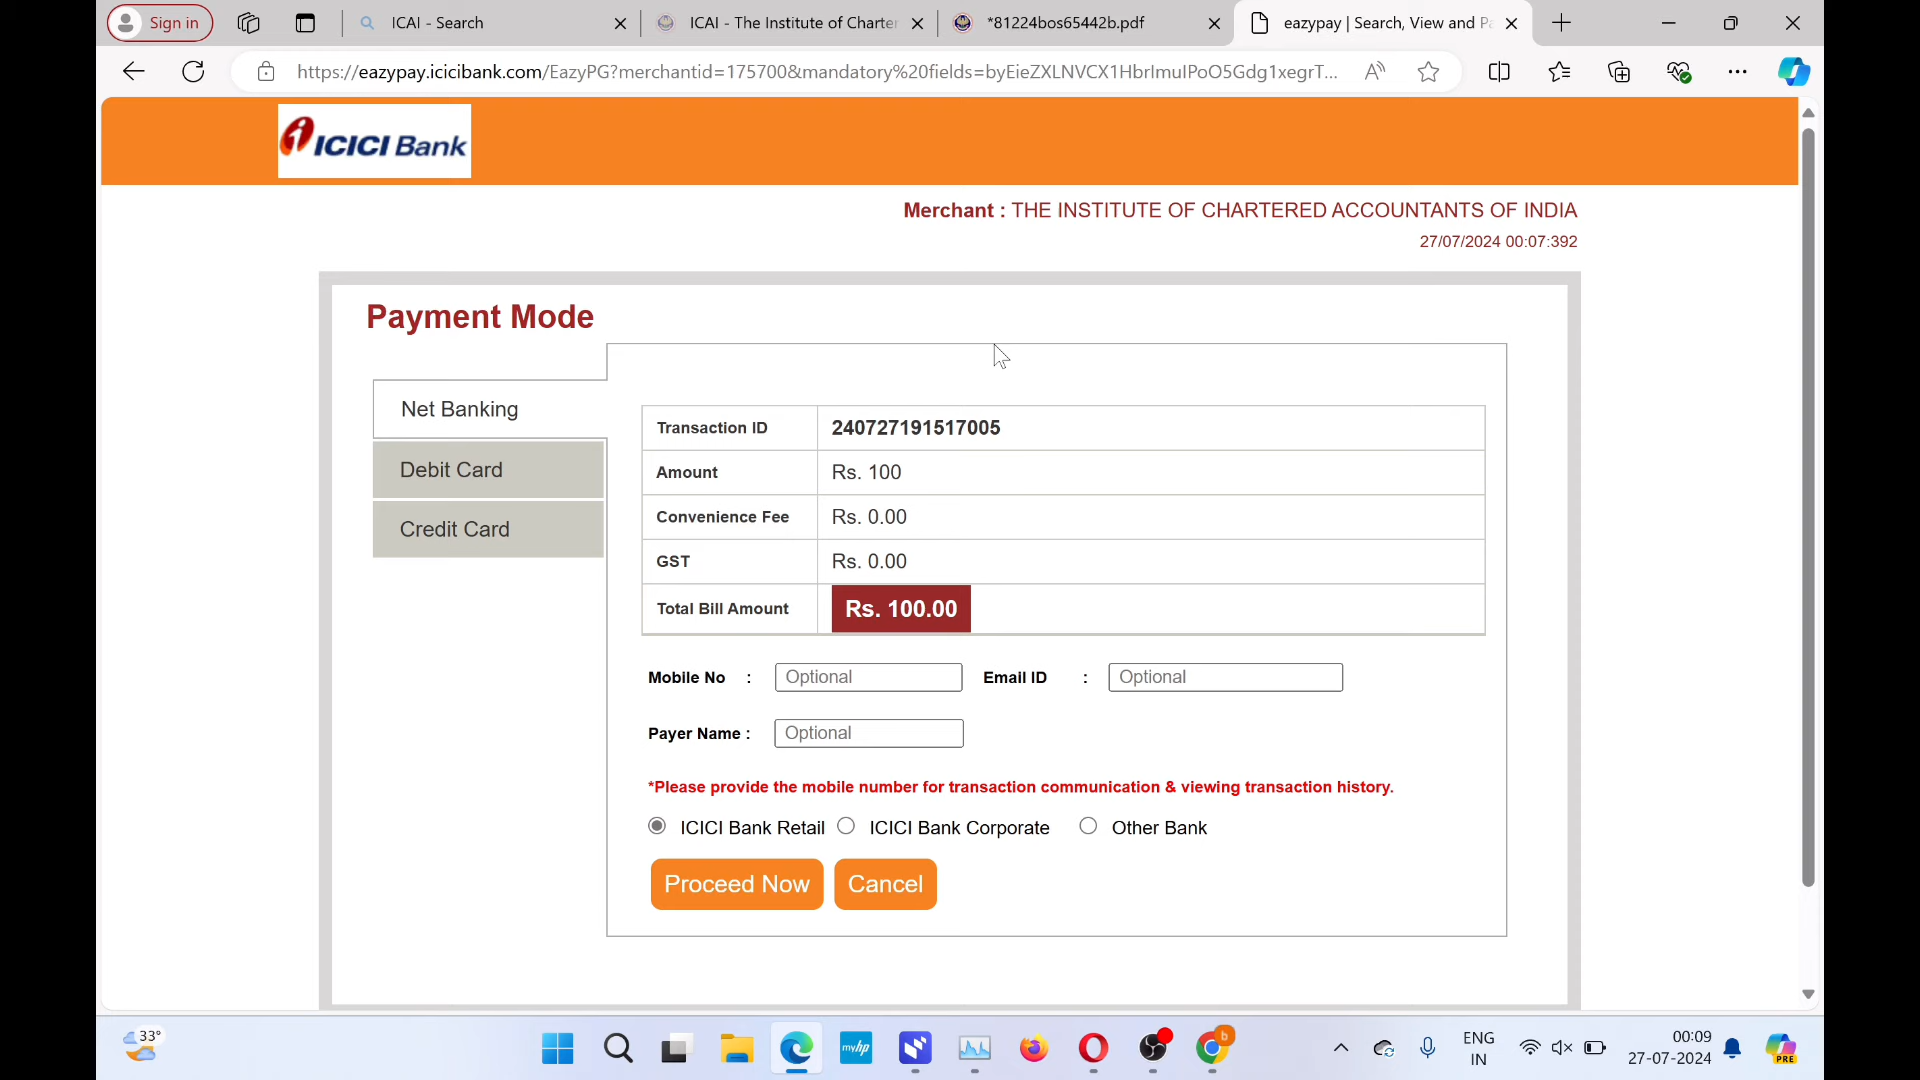 Sign in
ICAI - Search
ICAI - The Institute of Charter
*81224bos65442b.pdf
eazypay | Search, View and Pa
https://eazypay.icicibank.com/EazyPG?merchantid=175700&mandatory%20fields=byEieZXLNVCX1HbrImuIPoO5Gdg1xegrT...
ICICI Bank
Merchant : THE INSTITUTE OF CHARTERED ACCOUNTANTS OF INDIA
27/07/2024 00:07:392
Payment Mode
Net Banking
Debit Card
Credit Card
Transaction ID 240727191517005
Amount Rs. 100
Convenience Fee Rs. 0.00
GST Rs. 0.00
Total Bill Amount Rs. 100.00
Mobile No : Optional Email ID : Optional
Payer Name : Optional
*Please provide the mobile number for transaction communication & viewing transaction history.
ICICI Bank Retail ICICI Bank Corporate Other Bank
Proceed Now Cancel
33°
myhp
b
ENG
IN
00:09
27-07-2024
PRE